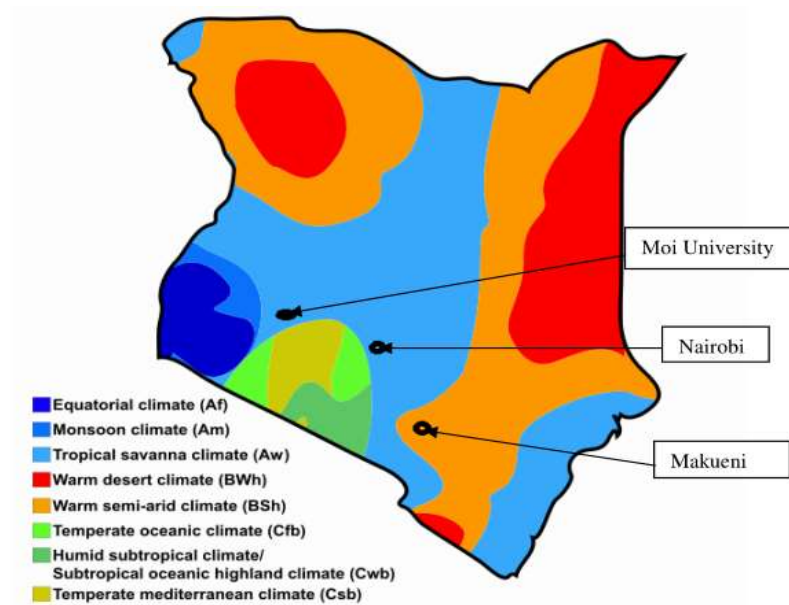 Moi University
Nairobi
Makueni
Equatorial climate (Af)
Monsoon climate (Am)
Tropical savanna climate (Aw)
Warm desert climate (BWh)
Warm semi-arid climate (BSh)
Temperate oceanic climate (Cfb)
Humid subtropical climate/
Subtropical oceanic highland climate (Cwb)
Temperate mediterranean climate (Csb)